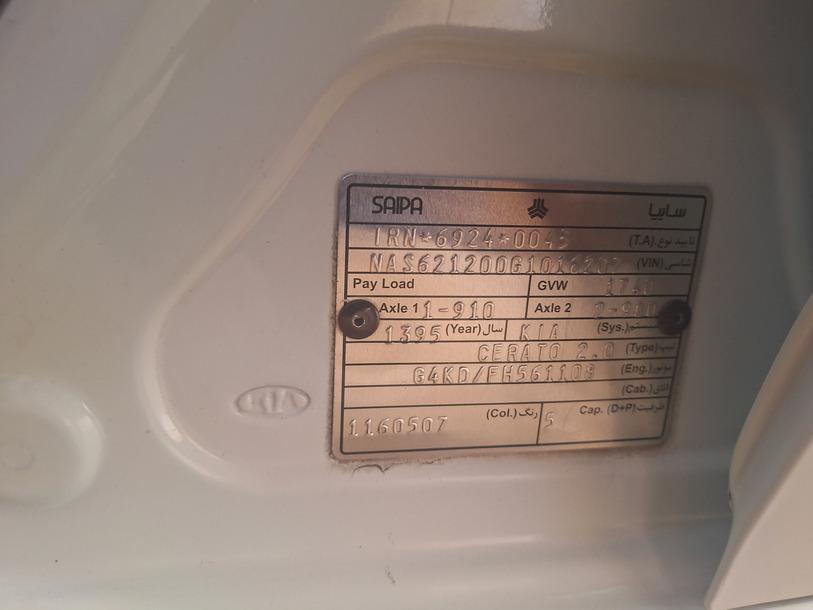 SAIPA سایپا
IRN*6924*0045 تایید نوع.(T.A)
NAS621200G1016207 شاسی(VIN)
Pay Load GVW 1740
Axle 1 1-910 Axle 2 2-910
1395 سال(Year) KIA (Sys.)
CERATO 2.0 تیپ(Type)
G4KD/FH561108 موتور(Eng.)
اتاق(Cab.)
1160507 رنگ(Col.) 5 Cap. (D+P)ظرفیت
KIA